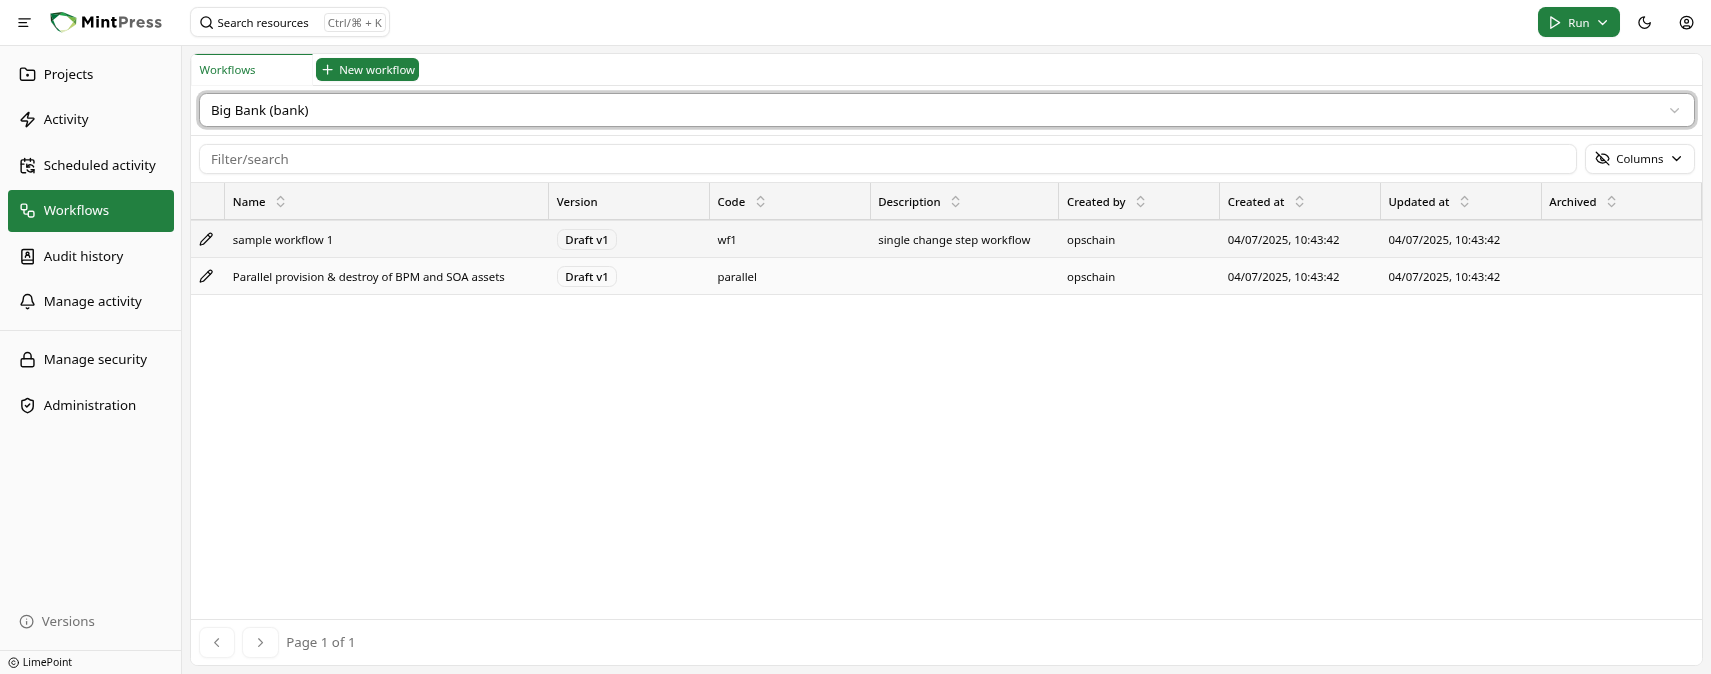 MintPress
Search resources Ctrl/⌘ + K
Run
Projects
Activity
Scheduled activity
Workflows
Audit history
Manage activity
Manage security
Administration
Versions
© LimePoint
Workflows
New workflow
Big Bank (bank)
Filter/search
Columns
Name Version Code Description Created by Created at Updated at Archived
sample workflow 1 Draft v1 wf1 single change step workflow opschain 04/07/2025, 10:43:42 04/07/2025, 10:43:42
Parallel provision & destroy of BPM and SOA assets Draft v1 parallel opschain 04/07/2025, 10:43:42 04/07/2025, 10:43:42
Page 1 of 1